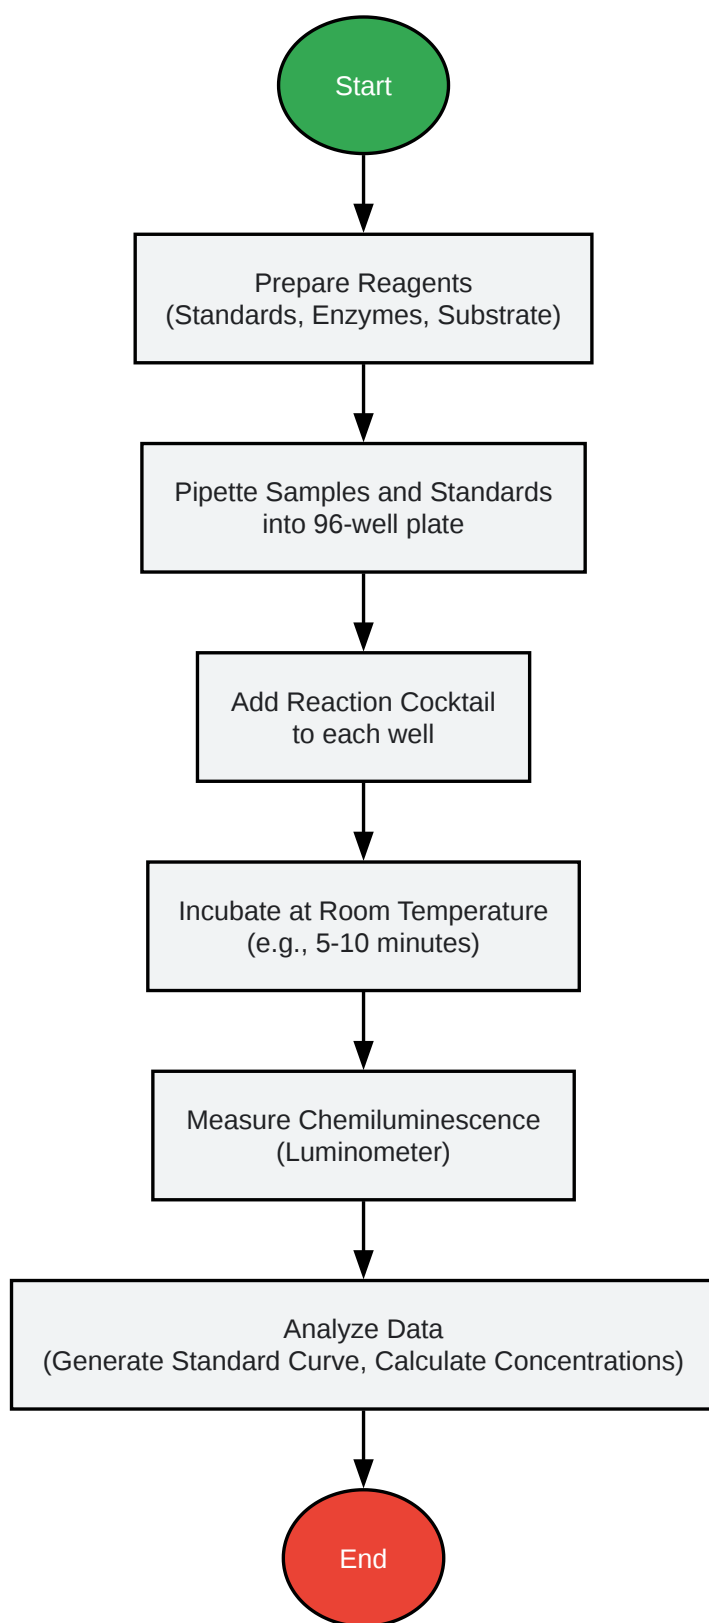 Start
Prepare Reagents
(Standards, Enzymes, Substrate)
Pipette Samples and Standards
into 96-well plate
Add Reaction Cocktail
to each well
Incubate at Room Temperature
(e.g., 5-10 minutes)
Measure Chemiluminescence
(Luminometer)
Analyze Data
(Generate Standard Curve, Calculate Concentrations)
End